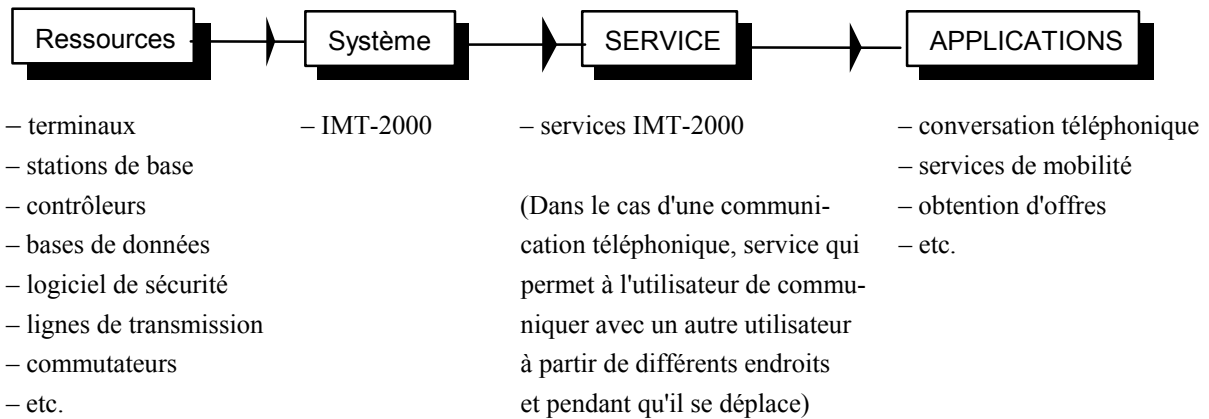 Ressources
Système
SERVICE
APPLICATIONS
– terminaux
– stations de base
– contrôleurs
– bases de données
– logiciel de sécurité
– lignes de transmission
– commutateurs
– etc.
– IMT-2000
– services IMT-2000
(Dans le cas d'une communi-
cation téléphonique, service qui
permet à l'utilisateur de commu-
niquer avec un autre utilisateur
à partir de différents endroits
et pendant qu'il se déplace)
– conversation téléphonique
– services de mobilité
– obtention d'offres
– etc.